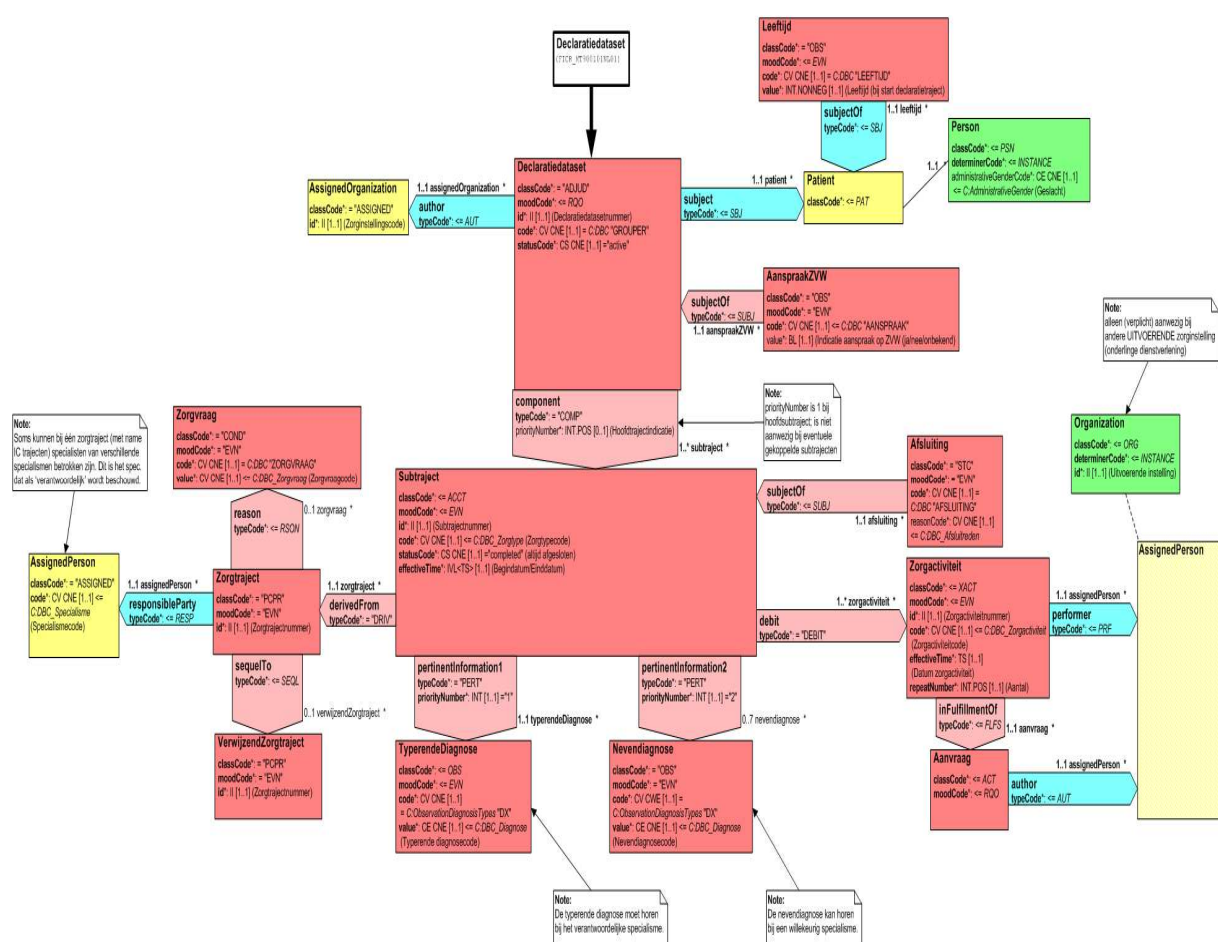 Declaratiedataset
Leeftijd
classCode*: = "OBS"
moodCode*: <= EVN
code*: CV CNE [1..1] = C:DBC "LEEFTIJD"
value*: INT.NONNEG [1..1] (Leeftijd (bij start declaratietraject)
subjectOf
typeCode*: <= SBJ
1..1 leeftijd *
Person
classCode*: <= PSN
determinerCode*: <= INSTANCE
administrativeGenderCode*: CE CNE [1..1]
<= C:AdministrativeGender (Geslacht)
1..1 *
Patient
classCode*: <= PAT
1..1 patient *
subject
typeCode*: <= SBJ
Declaratiedataset
classCode*: = "ADJUD"
moodCode*: <= RQO
id*: II [1..1] (Declaratiedatasetnummer)
code*: CV CNE [1..1] = C:DBC "GROUPER"
statusCode*: CS CNE [1..1] ="active"
1..1 assignedOrganization *
author
typeCode*: <= AUT
AssignedOrganization
classCode*: = "ASSIGNED"
id*: II [1..1] (Zorginstellingscode)
AanspraakZVW
classCode*: = "OBS"
moodCode*: = "EVN"
code*: CV CNE [1..1] <= C:DBC "AANSPRAAK"
value*: BL [1..1] (Indicatie aanspraak op ZVW (ja/nee/onbekend)
subjectOf
typeCode*: <= SUBJ
1..1 aanspraakZVW *
Note:
alleen (verplicht) aanwezig bij
andere UITVOERENDE zorginstelling
(onderlinge dienstverlening)
component
typeCode*: = "COMP"
priorityNumber*: INT.POS [0..1] (Hoofdtrajectindicatie)
1..* subtraject *
Note:
priorityNumber is 1 bij
hoofdsubtraject; is niet
aanwezig bij eventuele
gekoppelde subtrajecten
Note:
Soms kunnen bij één zorgtraject (met name
IC trajecten) specialisten van verschillende
specialismen betrokken zijn. Dit is het spec.
dat als 'verantwoordelijk' wordt beschouwd.
Zorgvraag
classCode*: = "COND"
moodCode*: = "EVN"
code*: CV CNE [1..1] = C:DBC "ZORGVRAAG"
value*: CV CNE [1..1] <= C:DBC_Zorgvraag (Zorgvraagcode)
reason
typeCode*: <= RSON
0..1 zorgvraag *
Organization
classCode*: <= ORG
determinerCode*: <= INSTANCE
id*: II [1..1] (Uitvoerende instelling)
Afsluiting
classCode*: = "STC"
moodCode*: = "EVN"
code*: CV CNE [1..1] =
C:DBC "AFSLUITING"
reasonCode*: CV CNE [1..1]
<= C:DBC_Afsluitreden
subjectOf
typeCode*: <= SUBJ
1..1 afsluiting *
Subtraject
classCode*: <= ACCT
moodCode*: <= EVN
id*: II [1..1] (Subtrajectnummer)
code*: CV CNE [1..1] <= C:DBC_Zorgtype (Zorgtypecode)
statusCode*: CS CNE [1..1] ="completed" (altijd afgesloten)
effectiveTime*: IVL<TS> [1..1] (Begindatum/Einddatum)
AssignedPerson
classCode*: = "ASSIGNED"
code*: CV CNE [1..1] <=
C:DBC_Specialisme
(Specialismecode)
1..1 assignedPerson *
responsibleParty
typeCode*: <= RESP
Zorgtraject
classCode*: = "PCPR"
moodCode*: = "EVN"
id*: II [1..1] (Zorgtrajectnummer)
1..1 zorgtraject *
derivedFrom
typeCode*: = "DRIV"
1..* zorgactiviteit *
debit
typeCode*: = "DEBIT"
Zorgactiviteit
classCode*: <= XACT
moodCode*: <= EVN
id*: II [1..1] (Zorgactiviteitnummer)
code*: CV CNE [1..1] <= C:DBC_Zorgactiviteit
(Zorgactiviteitcode)
effectiveTime*: TS [1..1]
(Datum zorgactiviteit)
repeatNumber*: INT.POS [1..1] (Aantal)
1..1 assignedPerson *
performer
typeCode*: <= PRF
AssignedPerson
sequelTo
typeCode*: <= SEQL
0..1 verwijzendZorgtraject *
VerwijzendZorgtraject
classCode*: = "PCPR"
moodCode*: = "EVN"
id*: II [1..1] (Zorgtrajectnummer)
pertinentInformation1
typeCode*: = "PERT"
priorityNumber*: INT [1..1] ="1"
1..1 typerendeDiagnose *
pertinentInformation2
typeCode*: = "PERT"
priorityNumber*: INT [1..1] ="2"
0..7 nevendiagnose *
inFulfillmentOf
typeCode*: <= FLFS
1..1 aanvraag *
Aanvraag
classCode*: <= ACT
moodCode*: <= RQO
1..1 assignedPerson *
author
typeCode*: <= AUT
TyperendeDiagnose
classCode*: <= OBS
moodCode*: <= EVN
code*: CV CNE [1..1]
= C:ObservationDiagnosisTypes "DX"
value*: CE CNE [1..1] <= C:DBC_Diagnose
(Typerende diagnosecode)
Nevendiagnose
classCode*: = "OBS"
moodCode*: = "EVN"
code*: CV CWE [1..1] =
C:ObservationDiagnosisTypes "DX"
value*: CE CNE [1..1] <= C:DBC_Diagnose
(Nevendiagnosecode)
Note:
De typerende diagnose moet horen
bij het verantwoordelijke specialisme.
Note:
De nevendiagnose kan horen
bij een willekeurig specialisme.